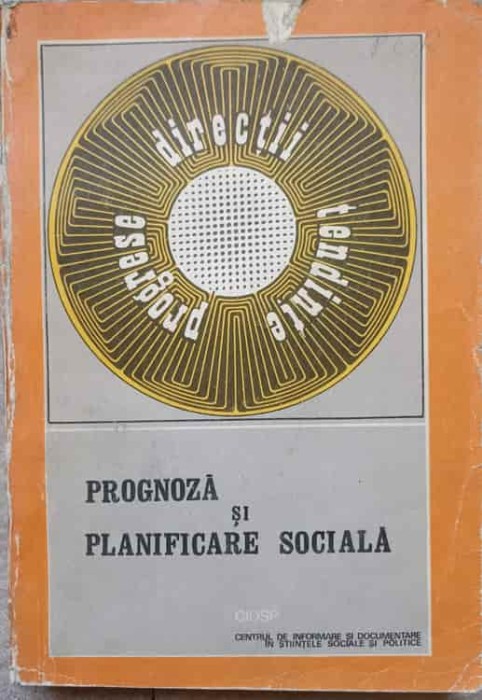 direcții
tendințe
progrese
PROGNOZĂ
ȘI
PLANIFICARE SOCIALĂ
CIDSP
CENTRUL DE INFORMARE ȘI DOCUMENTARE
ÎN ȘTIINȚELE SOCIALE ȘI POLITICE